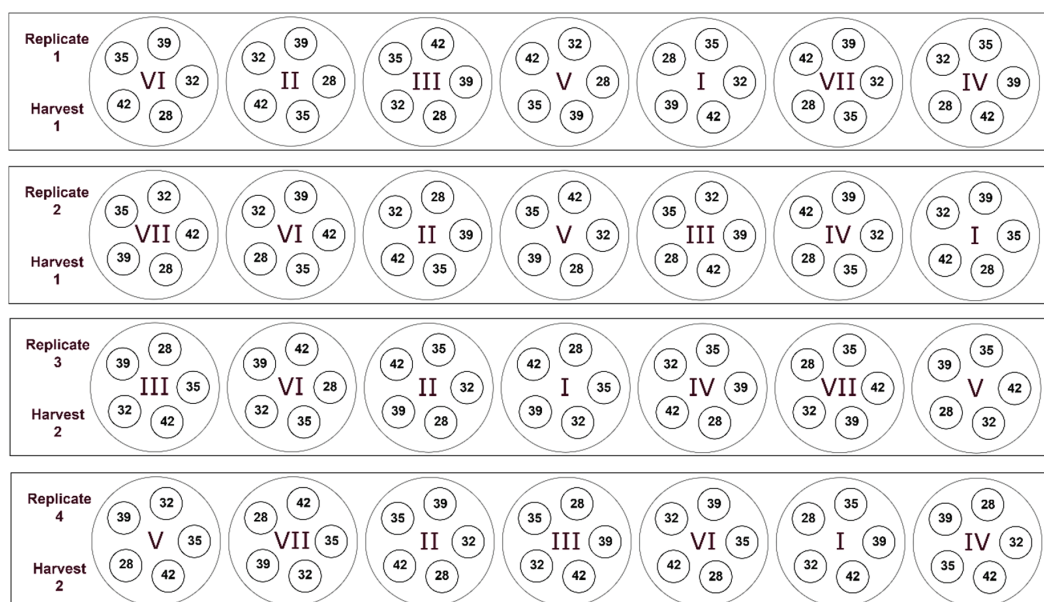 Replicate 39 39 42 32 35 39 35
1 35 32 35 42 28 42 32
VI 32 II 28 III 39 V 28 I 32 VII 32 IV 39
Harvest 42 42 32 35 39 28 28
1 28 35 28 39 42 35 42
Replicate 32 39 28 42 32 39 39
2 35 32 32 35 39 42 32
VII 42 VI 42 II 39 V 32 III 39 IV 32 I 35
Harvest 39 28 42 39 28 28 42
1 28 35 35 28 42 35 28
Replicate 28 42 35 28 35 35 35
3 39 39 42 42 32 28 39
III 35 VI 28 II 32 I 35 IV 39 VII 42 V 42
Harvest 32 32 39 39 42 32 28
2 42 35 28 32 28 39 32
Replicate 32 42 39 28 39 35 28
4 39 28 35 35 32 28 39
V 35 VII 35 II 32 III 39 VI 35 I 39 IV 32
Harvest 28 39 42 32 42 32 35
2 42 32 28 42 28 42 42